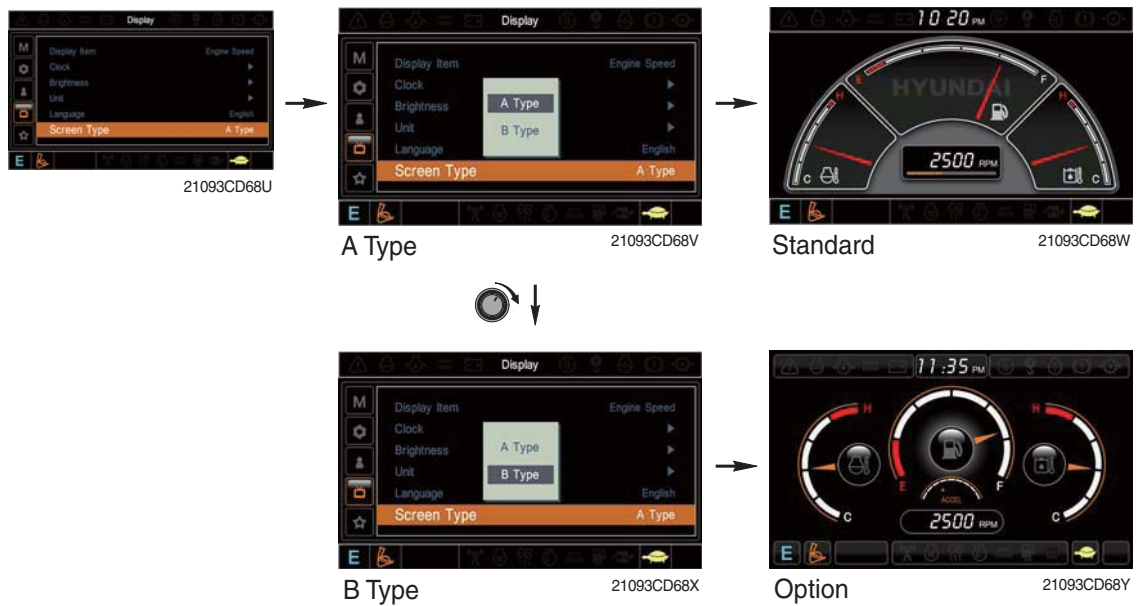 Display
M
Display Item Engine Speed
Clock
Brightness
Unit
Language English
Screen Type A Type
E
21093CD68U
Display
M
Display Item Engine Speed
Clock
Brightness
Unit
Language English
Screen Type A Type
A Type
B Type
E
A Type 21093CD68V
10 20 PM
HYUNDAI
E F
H H
C C
2500 RPM
E
Standard 21093CD68W
Display
M
Display Item Engine Speed
Clock
Brightness
Unit
Language English
Screen Type A Type
A Type
B Type
E
B Type 21093CD68X
11:35 PM
H H
E F
ACCEL
C C
2500 RPM
E
Option 21093CD68Y